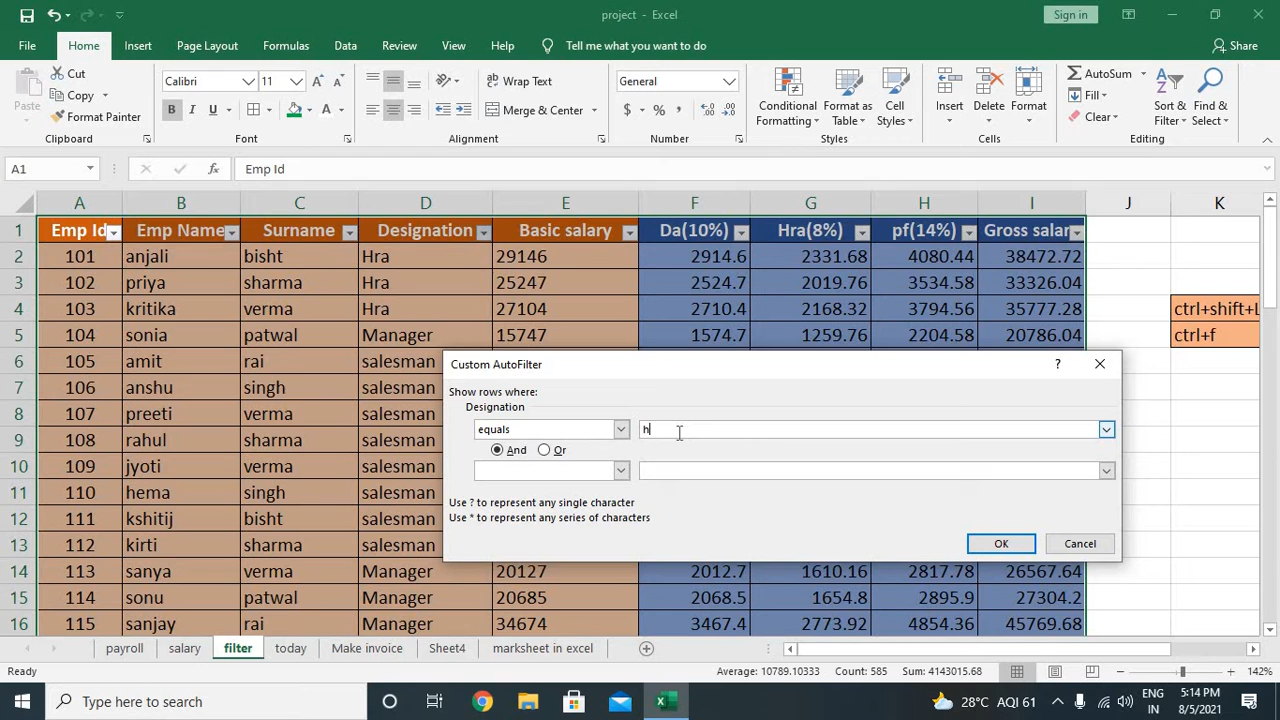 project - Excel
Sign in
File Home Insert Page Layout Formulas Data Review View Help Tell me what you want to do Share
Paste Cut Copy Format Painter Clipboard
Calibri 11 B I U A Font
Wrap Text Merge & Center Alignment
General $ % Number
Conditional Formatting Format as Table Cell Styles Styles
Insert Delete Format Cells
AutoSum Fill Clear Sort & Filter Find & Select Editing
A1 fx Emp Id
A B C D E F G H I J K
1 Emp Id Emp Name Surname Designation Basic salary Da(10%) Hra(8%) pf(14%) Gross salar
2 101 anjali bisht Hra 29146 2914.6 2331.68 4080.44 38472.72
3 102 priya sharma Hra 25247 2524.7 2019.76 3534.58 33326.04
4 103 kritika verma Hra 27104 2710.4 2168.32 3794.56 35777.28 ctrl+shift+L
5 104 sonia patwal Manager 15747 1574.7 1259.76 2204.58 20786.04 ctrl+f
6 105 amit rai salesman
7 106 anshu singh salesman
8 107 preeti verma salesman
9 108 rahul sharma salesman
10 109 jyoti verma salesman
11 110 hema singh salesman
12 111 kshitij bisht salesman
13 112 kirti sharma salesman
14 113 sanya verma Manager 20127 2012.7 1610.16 2817.78 26567.64
15 114 sonu patwal Manager 20685 2068.5 1654.8 2895.9 27304.2
16 115 sanjay rai Manager 34674 3467.4 2773.92 4854.36 45769.68
Custom AutoFilter ?
Show rows where:
Designation
equals h
And Or
Use ? to represent any single character
Use * to represent any series of characters
OK Cancel
payroll salary filter today Make invoice Sheet4 marksheet in excel
Ready Average: 10789.10333 Count: 585 Sum: 4143015.68 142%
Type here to search 28°C AQI 61 ENG IN 5:14 PM 8/5/2021